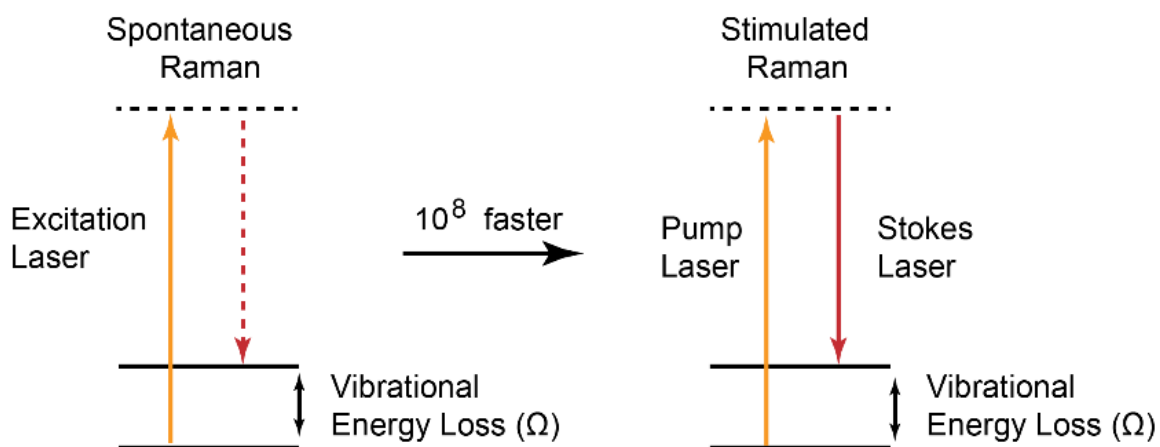 Spontaneous
Raman
Excitation
Laser
Vibrational
Energy Loss (Ω)
10⁸ faster
Stimulated
Raman
Pump
Laser
Stokes
Laser
Vibrational
Energy Loss (Ω)